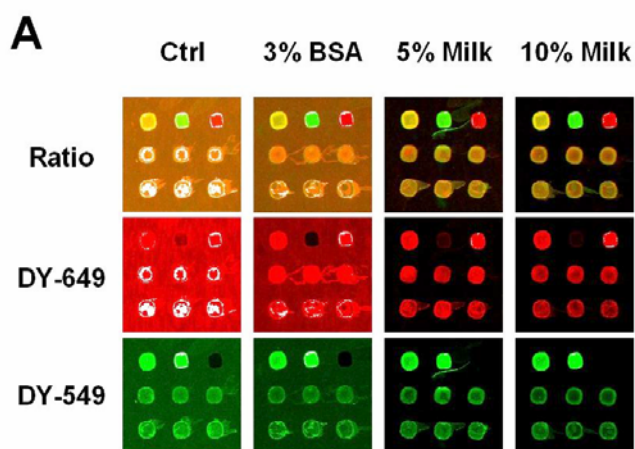 A
Ctrl 3% BSA 5% Milk 10% Milk
Ratio
DY-649
DY-549